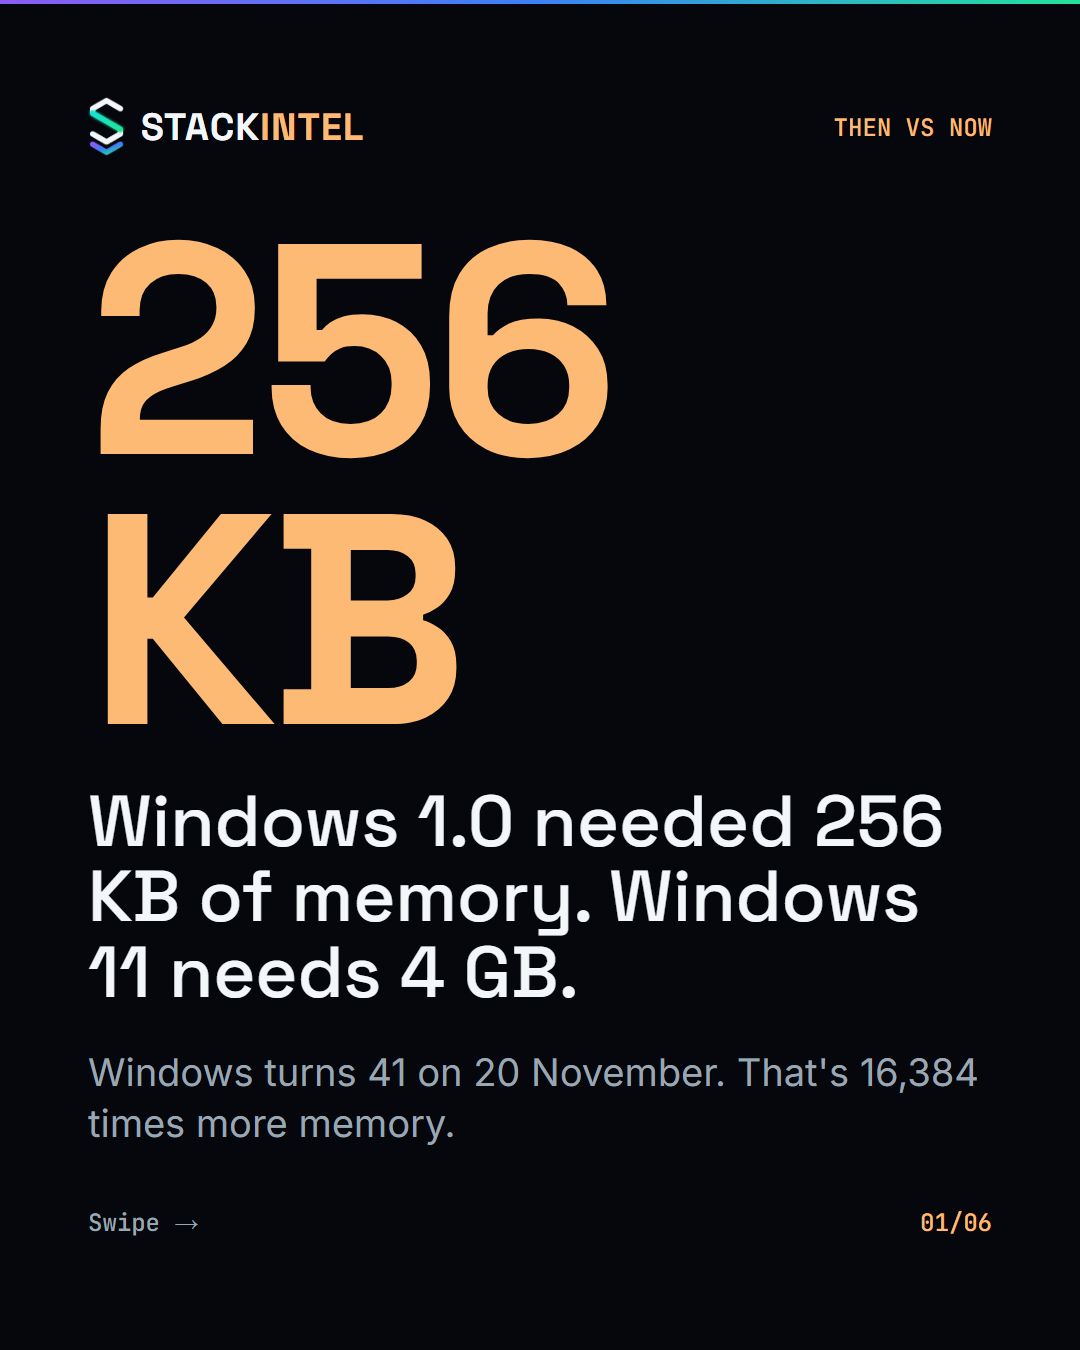 STACKINTEL
THEN VS NOW
256
KB
Windows 1.0 needed 256
KB of memory. Windows
11 needs 4 GB.
Windows turns 41 on 20 November. That's 16,384
times more memory.
Swipe →
01/06